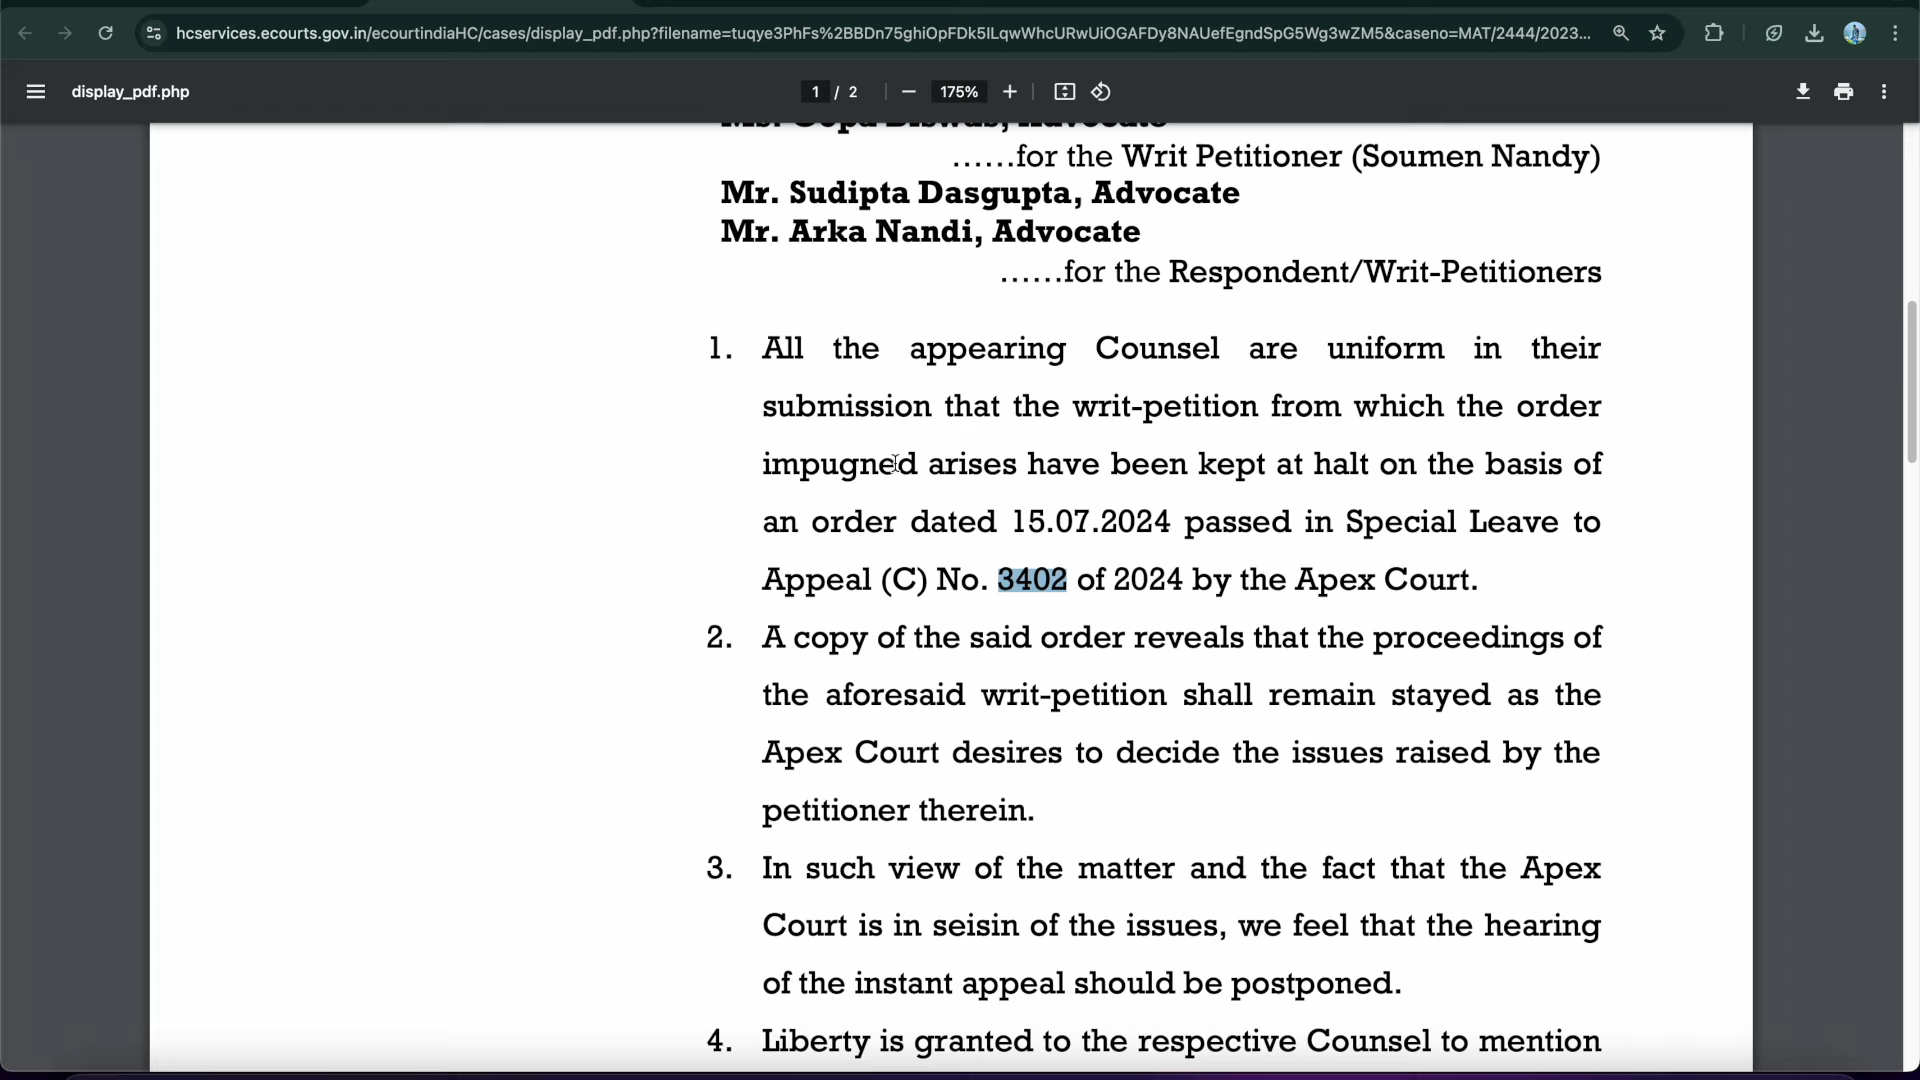 hcservices.ecourts.gov.in/ecourtindiaHC/cases/display_pdf.php?filename=tuqye3PhFs%2BBDn75ghiOpFDk5ILqwWhcURwUiOGAFDy8NAUefEgndSpG5Wg3wZM5&caseno=MAT/2444/2023...
display_pdf.php
1 / 2
175%
Ms. Gopa Biswas, Advocate
......for the Writ Petitioner (Soumen Nandy)
Mr. Sudipta Dasgupta, Advocate
Mr. Arka Nandi, Advocate
......for the Respondent/Writ-Petitioners
1. All the appearing Counsel are uniform in their
submission that the writ-petition from which the order
impugned arises have been kept at halt on the basis of
an order dated 15.07.2024 passed in Special Leave to
Appeal (C) No. 3402 of 2024 by the Apex Court.
2. A copy of the said order reveals that the proceedings of
the aforesaid writ-petition shall remain stayed as the
Apex Court desires to decide the issues raised by the
petitioner therein.
3. In such view of the matter and the fact that the Apex
Court is in seisin of the issues, we feel that the hearing
of the instant appeal should be postponed.
4. Liberty is granted to the respective Counsel to mention